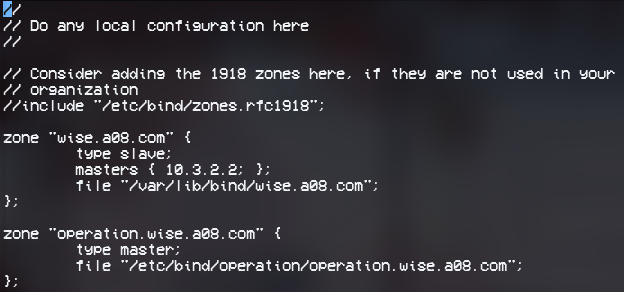 //
// Do any local configuration here
//
// Consider adding the 1918 zones here, if they are not used in your
// organization
//include "/etc/bind/zones.rfc1918";
zone "wise.a08.com" {
        type slave;
        masters { 10.3.2.2; };
        file "/var/lib/bind/wise.a08.com";
};
zone "operation.wise.a08.com" {
        type master;
        file "/etc/bind/operation/operation.wise.a08.com";
};